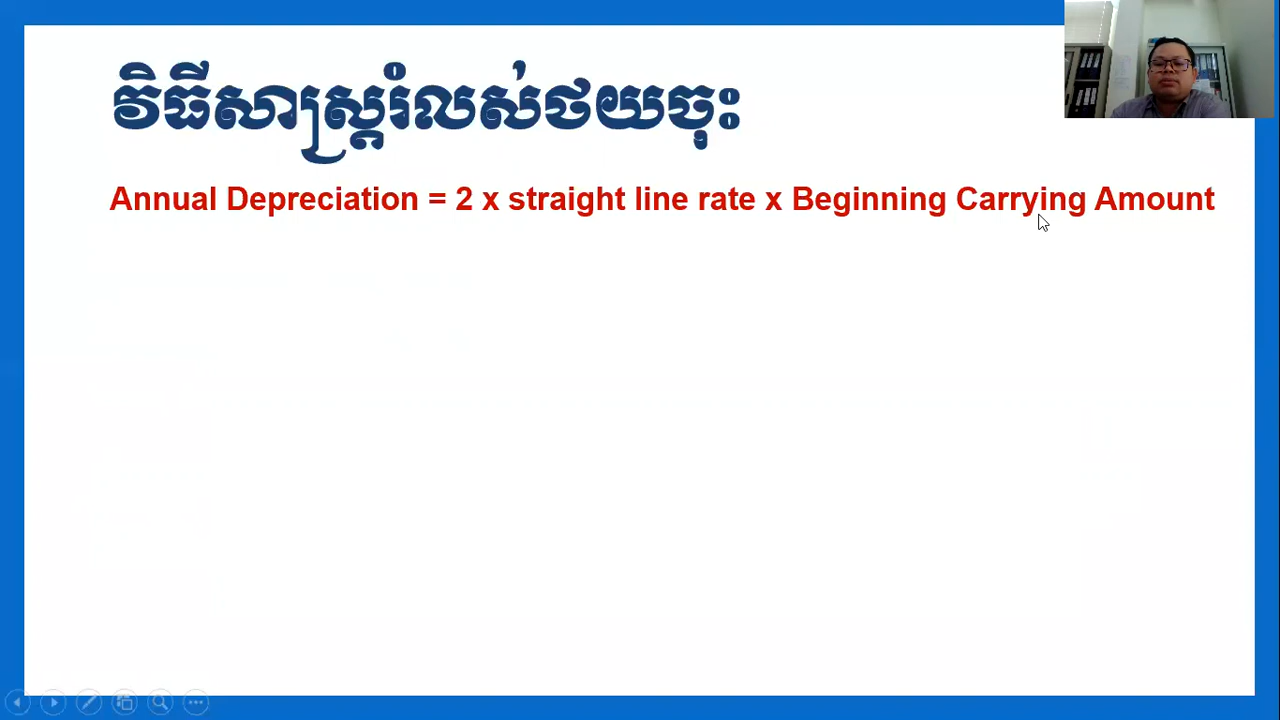 វិធីសាស្ត្ររំលស់ថយចុះ
Annual Depreciation = 2 x straight line rate x Beginning Carrying Amount